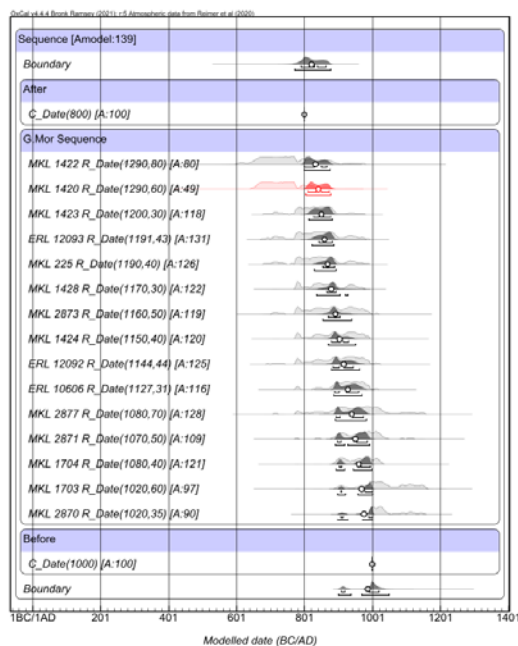 OxCal v4.4.4 Bronk Ramsey (2021); r:5 Atmospheric data from Reimer et al (2020)
Sequence [Amodel:139]
Boundary
After
C_Date(800) [A:100]
G.Mor Sequence
MKL 1422 R_Date(1290,80) [A:80]
MKL 1420 R_Date(1290,60) [A:49]
MKL 1423 R_Date(1200,30) [A:118]
ERL 12093 R_Date(1191,43) [A:131]
MKL 225 R_Date(1190,40) [A:126]
MKL 1428 R_Date(1170,30) [A:122]
MKL 2873 R_Date(1160,50) [A:119]
MKL 1424 R_Date(1150,40) [A:120]
ERL 12092 R_Date(1144,44) [A:125]
ERL 10606 R_Date(1127,31) [A:116]
MKL 2877 R_Date(1080,70) [A:128]
MKL 2871 R_Date(1070,50) [A:109]
MKL 1704 R_Date(1080,40) [A:121]
MKL 1703 R_Date(1020,60) [A:97]
MKL 2870 R_Date(1020,35) [A:90]
Before
C_Date(1000) [A:100]
Boundary
1BC/1AD 201 401 601 801 1001 1201 1401
Modelled date (BC/AD)